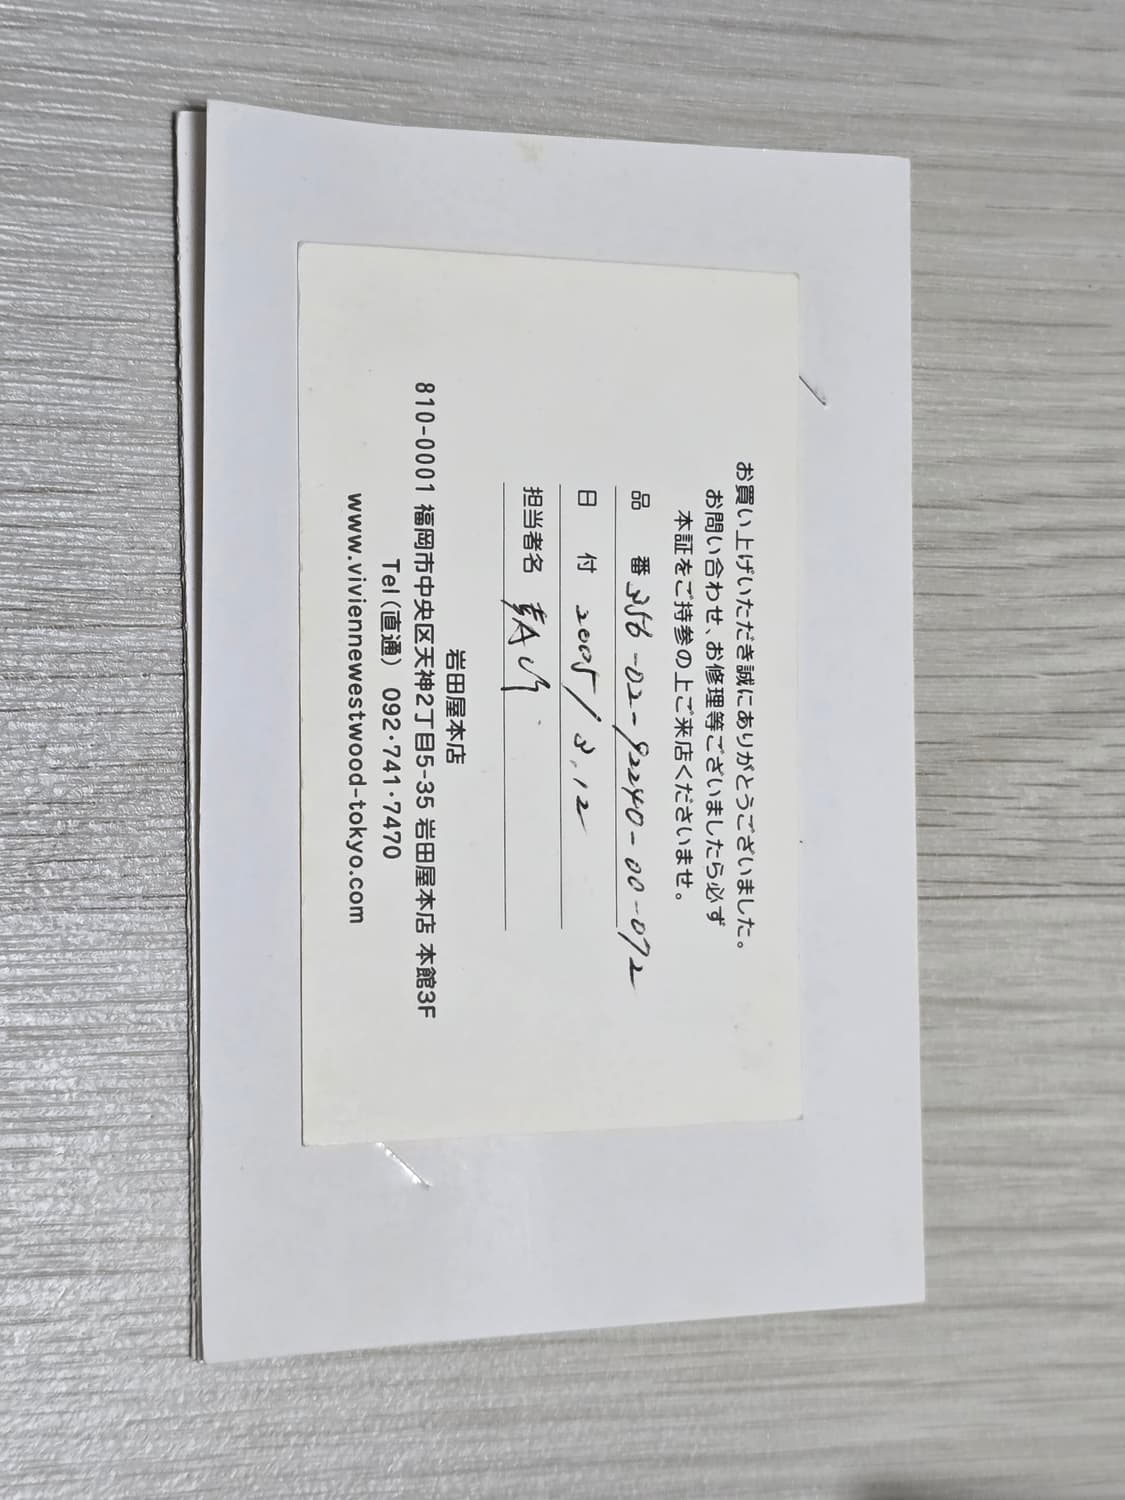 お買い上げいただき誠にありがとうございました。
お問い合わせ、お修理等ございましたら必ず
本証をご持参の上ご来店くださいませ。
品番 356-02-92240-00-072
日付 2005/3.12
担当者名
岩田屋本店
810-0001 福岡市中央区天神2丁目5-35 岩田屋本店 本館3F
Tel(直通) 092・741・7470
www.viviennewestwood-tokyo.com